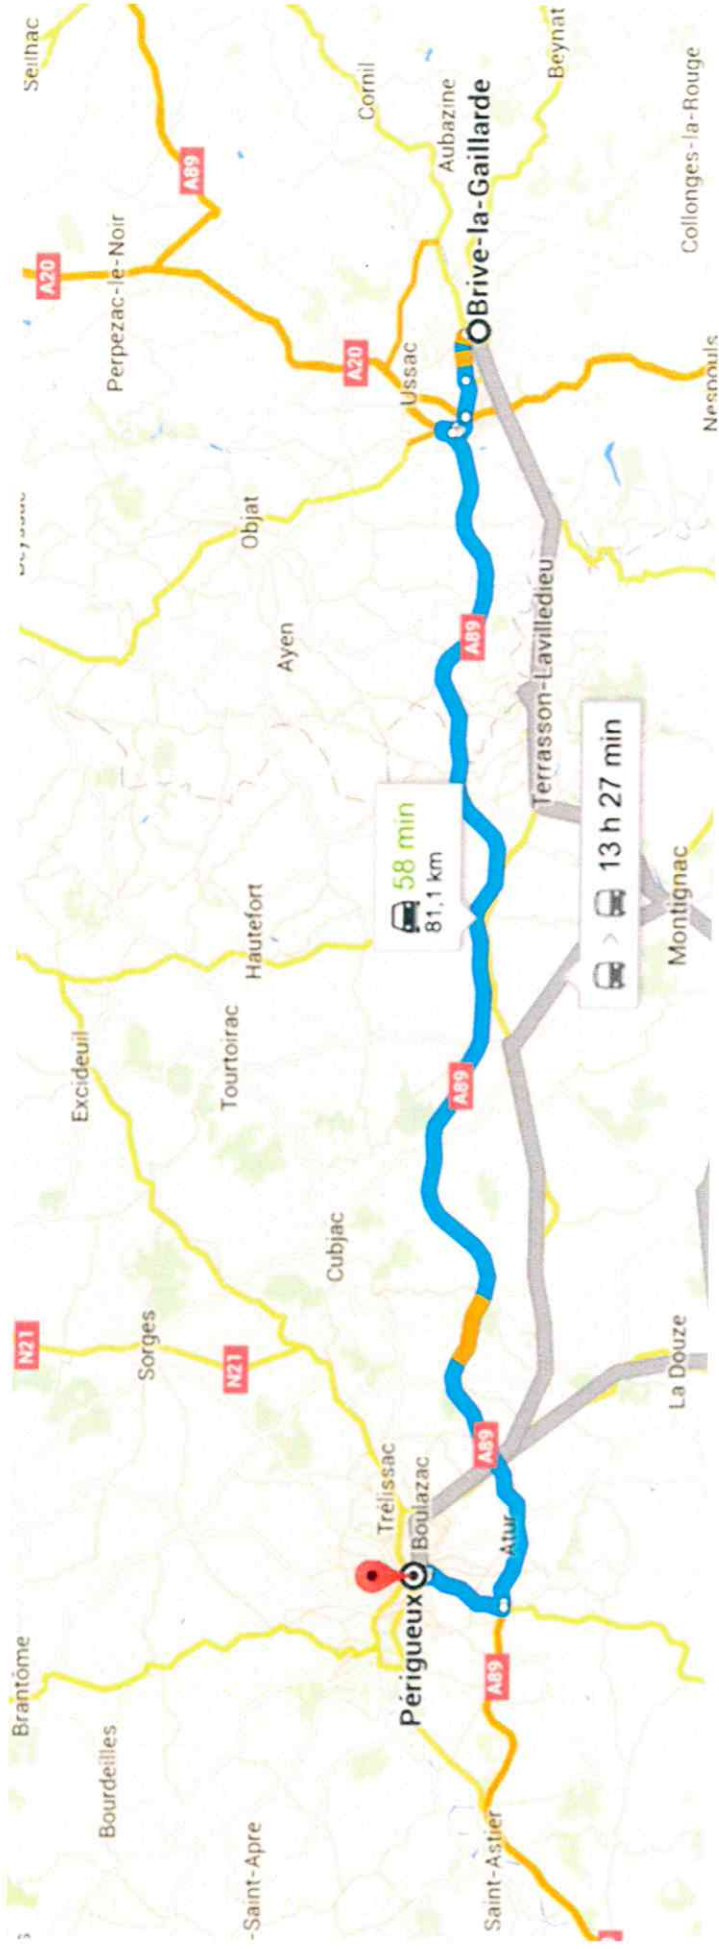 Brantôme
Bourdeilles
-Saint-Apre
Saint-Astier
A89
Périgueux
Trélissac
Boulazac
Atur
A89
N21
N21
Sorges
Cubjac
La Douze
Excideuil
Tourtoirac
Hautefort
A89
58 min
81,1 km
13 h 27 min
Montignac
Terrasson-Lavilledieu
Ayen
Objat
A89
Perpezac-le-Noir
A20
A20
A89
Ussac
Brive-la-Gaillarde
Nespouls
Seilhac
Cornil
Aubazine
Beynat
Collonges-la-Rouge